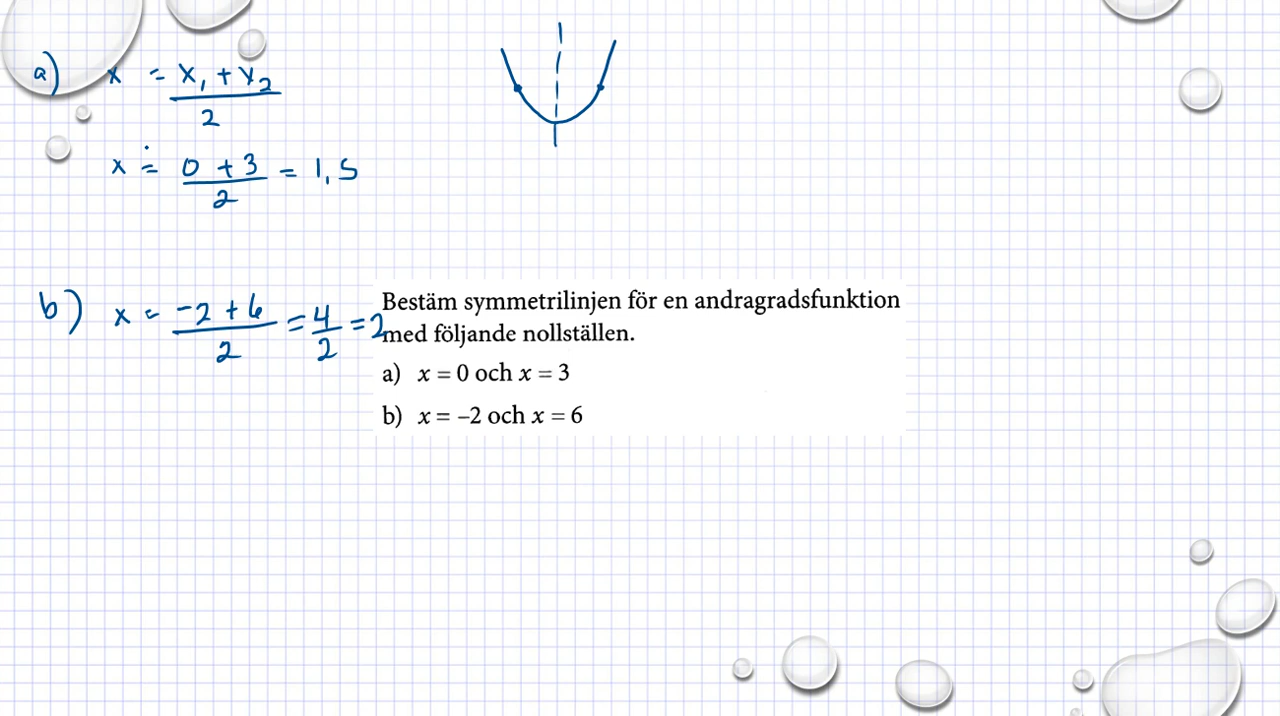 a) x = x₁ + x₂
2
x = 0 + 3 = 1,5
2
b) x = -2 + 6 = 4 = 2
2 2
Bestäm symmetrilinjen för en andragradsfunktion
med följande nollställen.
a) x = 0 och x = 3
b) x = –2 och x = 6